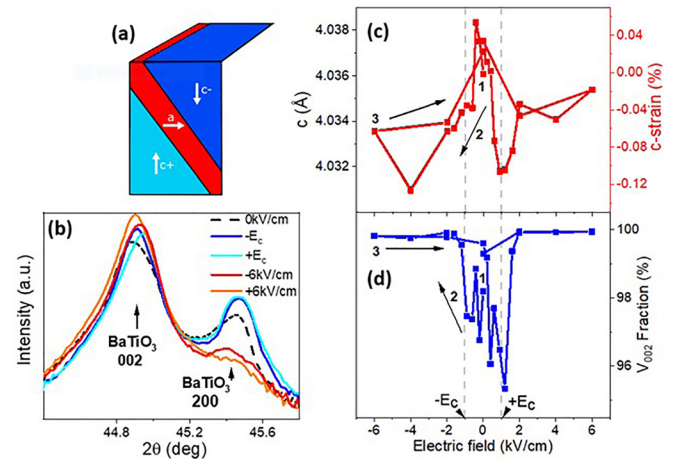 (a)
c-
a
c+
(b)
0kV/cm
-Ec
+Ec
-6kV/cm
+6kV/cm
Intensity (a.u.)
BaTiO3
002
BaTiO3
200
44.8
45.2
45.6
2θ (deg)
(c)
4.038
4.036
4.034
4.032
c (Å)
0.04
0.00
-0.04
-0.08
-0.12
c-strain (%)
1
2
3
(d)
100
98
96
V002 Fraction (%)
1
2
3
-EC
+EC
-6
-4
-2
0
2
4
6
Electric field (kV/cm)